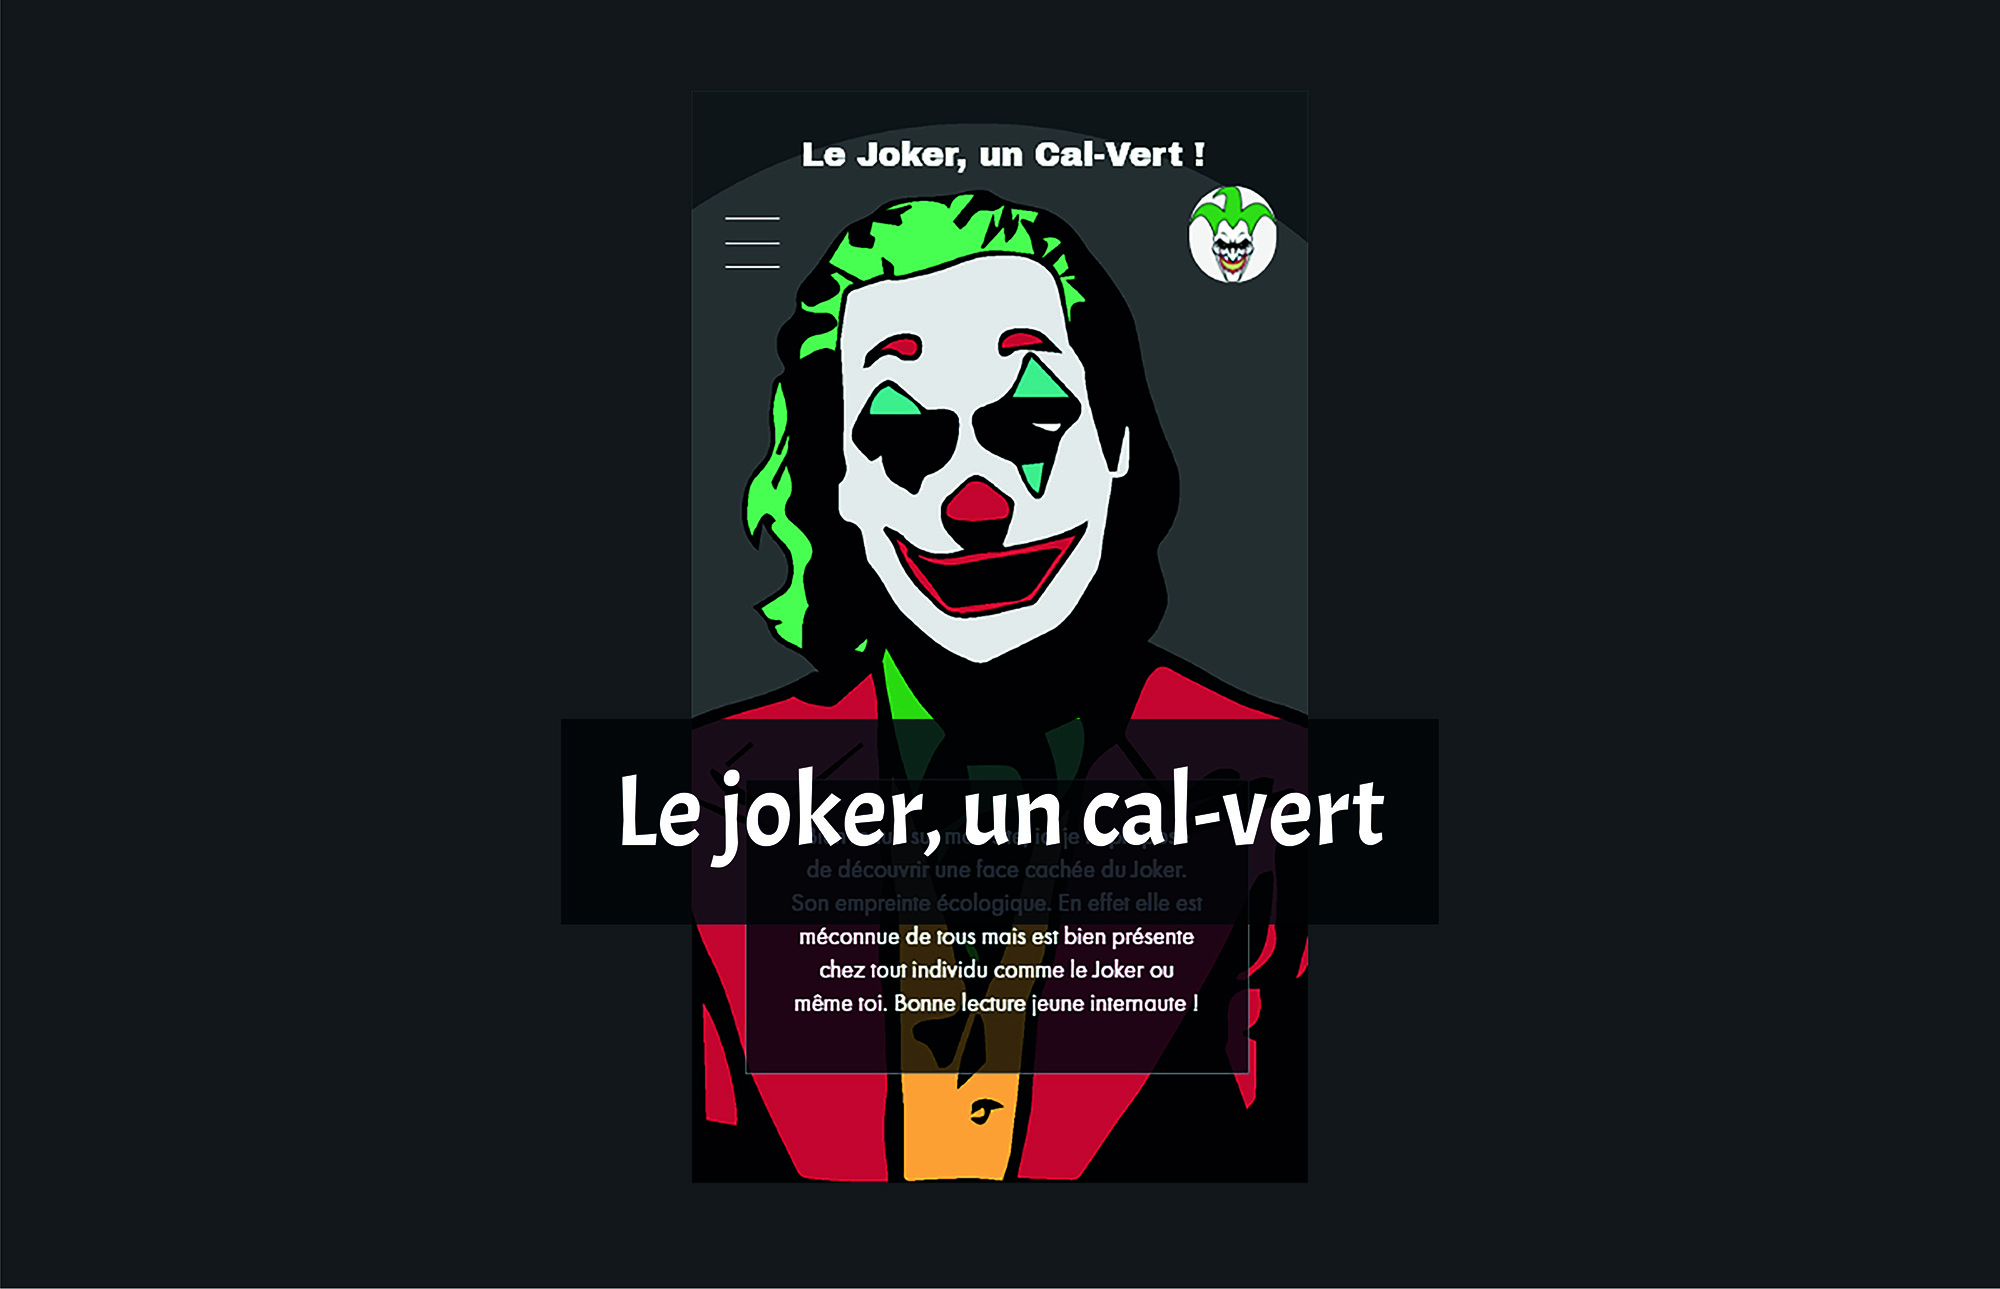 Le Joker, un Cal-Vert !
Le joker, un cal-vert
de découvrir une face cachée du Joker.
Son empreinte écologique. En effet elle est
méconnue de tous mais est bien présente
chez tout individu comme le Joker ou
même toi. Bonne lecture jeune internaute !